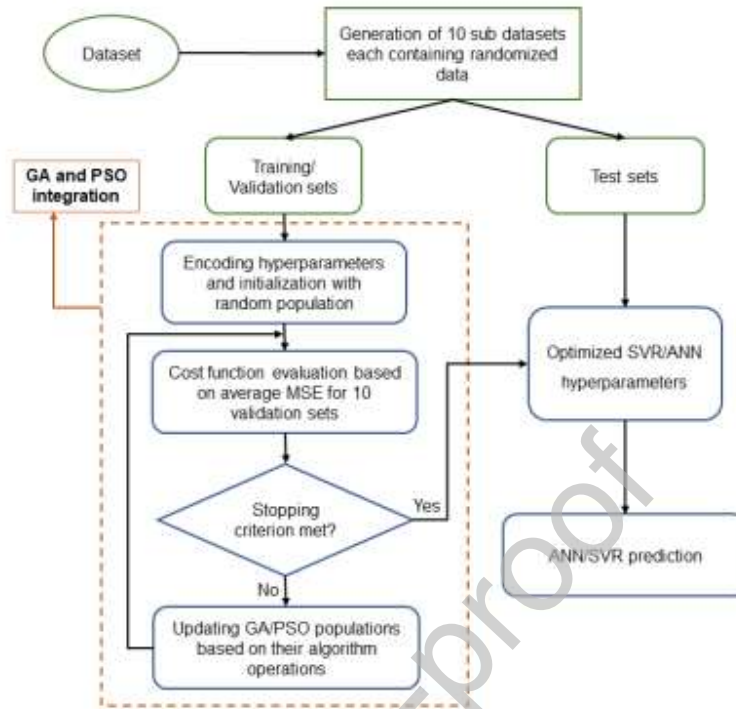 Dataset
Generation of 10 sub datasets
each containing randomized
data
GA and PSO
integration
Training/
Validation sets
Test sets
Encoding hyperparameters
and initialization with
random population
Cost function evaluation based
on average MSE for 10
validation sets
Optimized SVR/ANN
hyperparameters
Stopping
criterion met?
Yes
No
ANN/SVR prediction
Updating GA/PSO populations
based on their algorithm
operations
proof